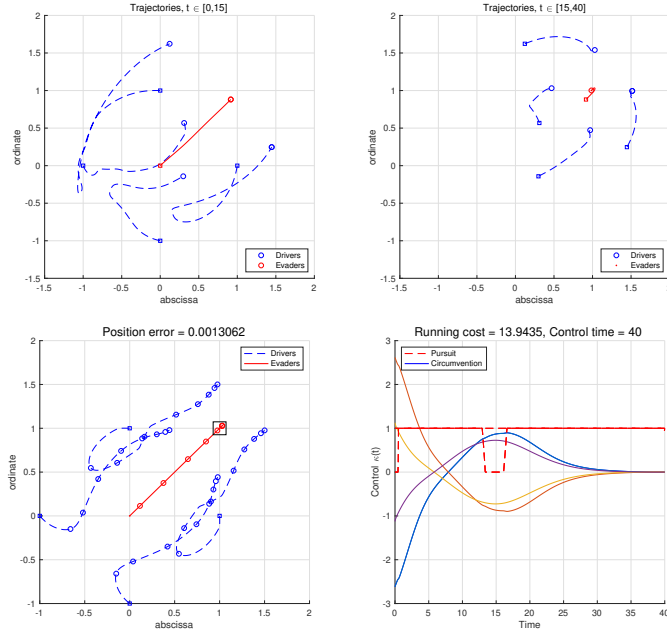 Trajectories, t ∈ [0,15]
2
1.5
1
0.5
0
-0.5
-1
-1.5
ordinate
-1.5 -1 -0.5 0 0.5 1 1.5 2
abscissa
Drivers
Evaders
Trajectories, t ∈ [15,40]
2
1.5
1
0.5
0
-0.5
-1
-1.5
ordinate
-1.5 -1 -0.5 0 0.5 1 1.5 2
abscissa
Drivers
Evaders
Position error = 0.0013062
2
1.5
1
0.5
0
-0.5
-1
ordinate
-1 -0.5 0 0.5 1 1.5 2
abscissa
Drivers
Evaders
Running cost = 13.9435, Control time = 40
3
2
1
0
-1
-2
-3
Control κ(t)
0 5 10 15 20 25 30 35 40
Time
Pursuit
Circumvention